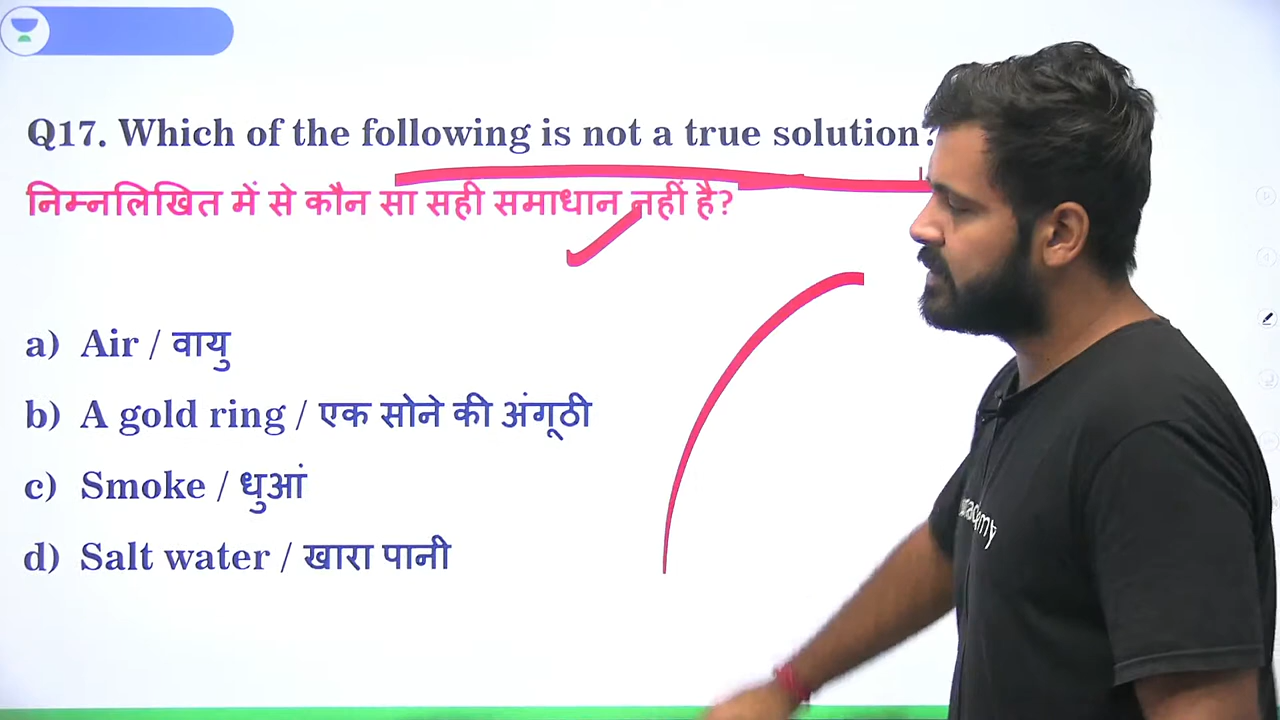 Q17. Which of the following is not a true solution?
निम्नलिखित में से कौन सा सही समाधान नहीं है?
a) Air / वायु
b) A gold ring / एक सोने की अंगूठी
c) Smoke / धुआं
d) Salt water / खारा पानी